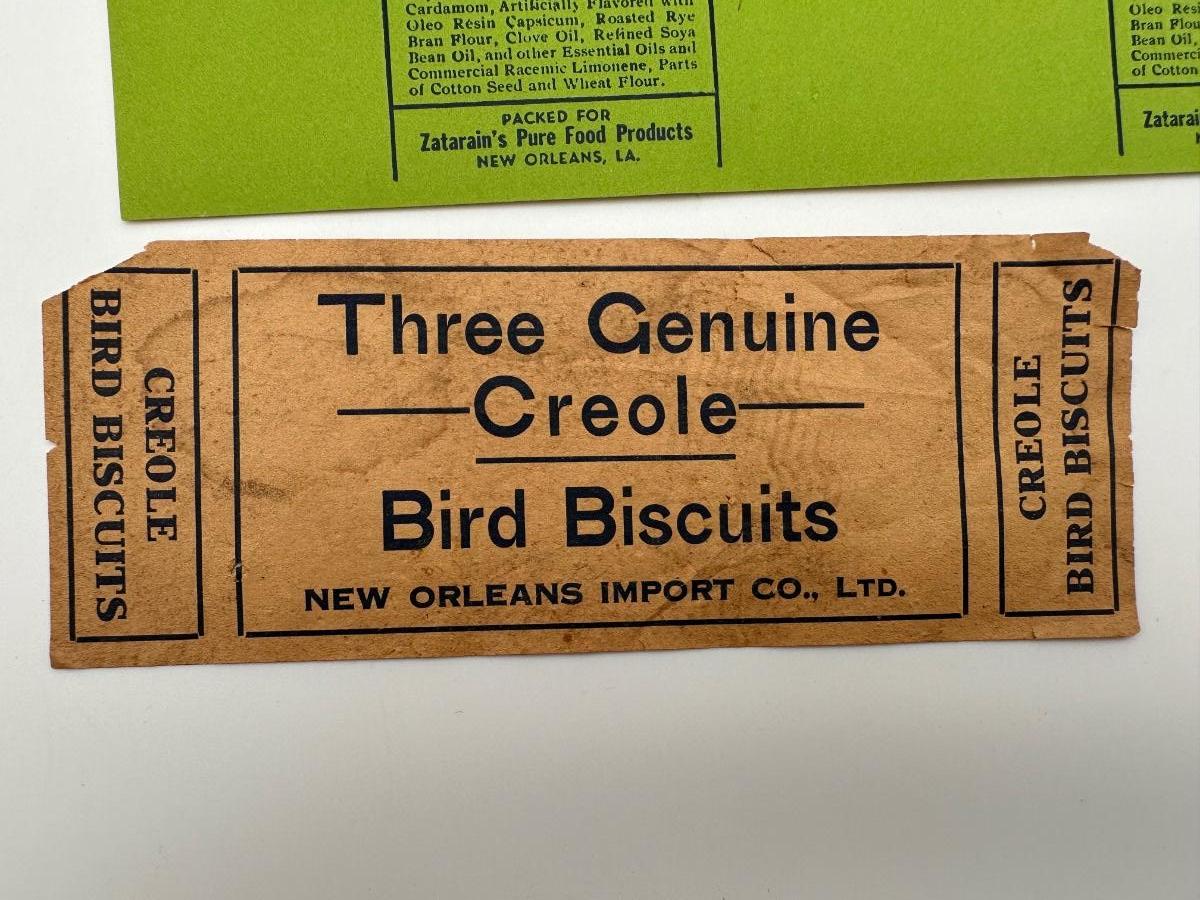 Cardamom, Artificially Flavored with
Oleo Resin Capsicum, Roasted Rye
Bran Flour, Clove Oil, Refined Soya
Bean Oil, and other Essential Oils and
Commercial Racemic Limonene, Parts
of Cotton Seed and Wheat Flour.
PACKED FOR
Zatarain's Pure Food Products
NEW ORLEANS, LA.
Oleo Resi
Bran Flou
Bean Oil,
Commerci
of Cotton
Zatarai
CREOLE
BIRD BISCUITS
Three Genuine
Creole
Bird Biscuits
NEW ORLEANS IMPORT CO., LTD.
CREOLE
BIRD BISCUITS